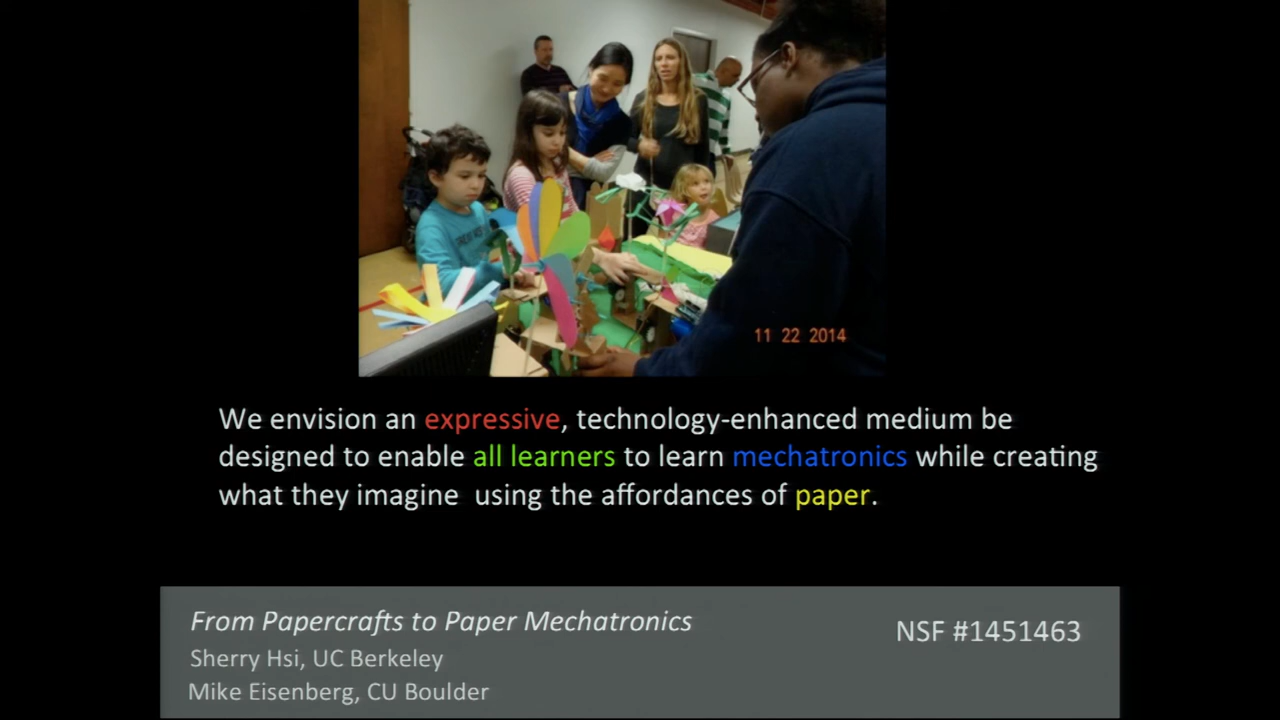 11 22 2014
We envision an expressive, technology-enhanced medium be
designed to enable all learners to learn mechatronics while creating
what they imagine using the affordances of paper.
From Papercrafts to Paper Mechatronics
NSF #1451463
Sherry Hsi, UC Berkeley
Mike Eisenberg, CU Boulder